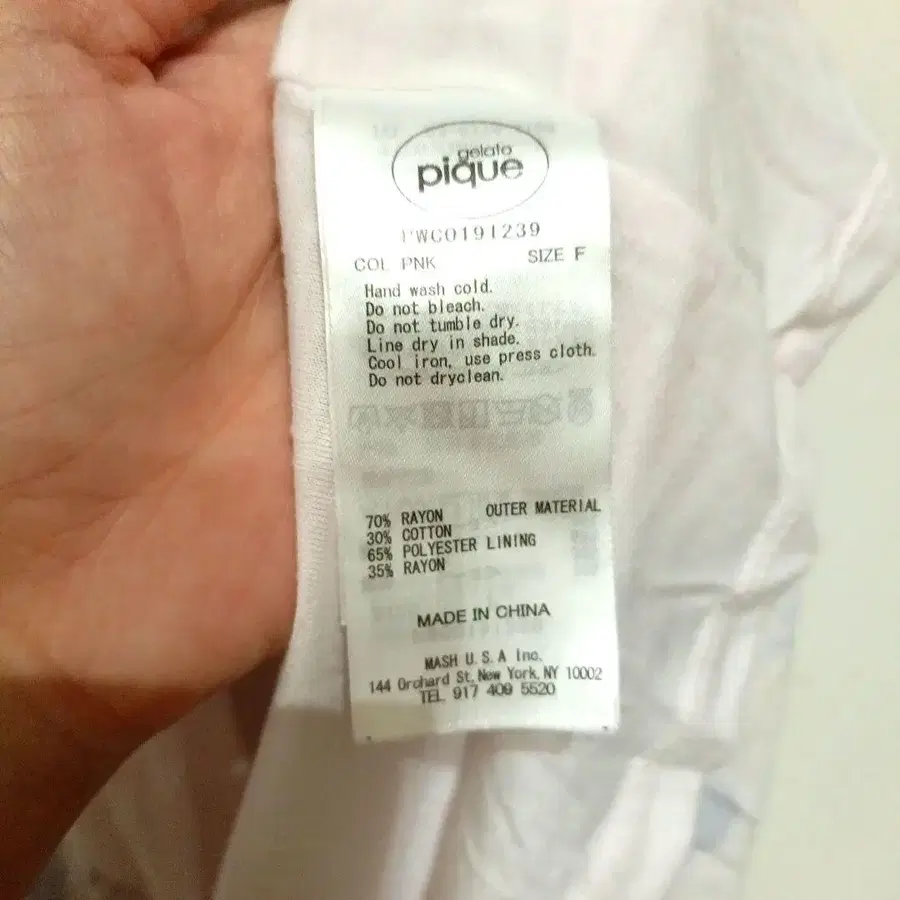 gelato
pique
PWCO191239
COL PNK SIZE F
Hand wash cold.
Do not bleach.
Do not tumble dry.
Line dry in shade.
Cool iron, use press cloth.
Do not dryclean.
70% RAYON OUTER MATERIAL
30% COTTON
65% POLYESTER LINING
35% RAYON
MADE IN CHINA
MASH U.S.A Inc.
144 Orchard St, New York, NY 10002
TEL 917 409 5520